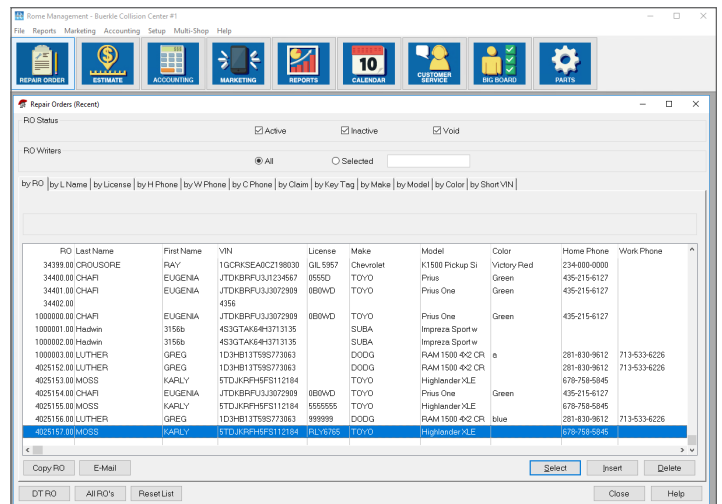 Rome Management - Buerkle Collision Center #1
File Reports Marketing Accounting Setup Multi-Shop Help
REPAIR ORDER ESTIMATE ACCOUNTING MARKETING REPORTS 10 CALENDAR CUSTOMER SERVICE BIG BOARD PARTS
Repair Orders (Recent)
RO Status
Active Inactive Void
RO Writers
All Selected
by RO by L Name by License by H Phone by W Phone by C Phone by Claim by Key Tag by Make by Model by Color by Short VIN
RO Last Name First Name VIN License Make Model Color Home Phone Work Phone
34399.00 CROUSORE RAY 1GCRKSEA0CZ198030 GIL 5957 Chevrolet K1500 Pickup Si Victory Red 234-000-0000
34400.00 CHAFI EUGENIA JTDKBRFU3J1234567 0555D TOYO Prius Green 435-215-6127
34401.00 CHAFI EUGENIA JTDKBRFU3J3072909 0B0WD TOYO Prius One Green 435-215-6127
34402.00 4356
1000000.00 CHAFI EUGENIA JTDKBRFU3J3072909 0B0WD TOYO Prius One Green 435-215-6127
1000001.00 Hadwin 3156b 4S3GTAK64H3713135 SUBA Impreza Sport w
1000002.00 Hadwin 3156b 4S3GTAK64H3713135 SUBA Impreza Sport w
1000003.00 LUTHER GREG 1D3HB13T59S773063 DODG RAM 1500 4X2 CR a 281-830-9612 713-533-6226
4025152.00 LUTHER GREG 1D3HB13T59S773063 DODG RAM 1500 4X2 CR 281-830-9612 713-533-6226
4025153.00 MOSS KARLY 5TDJKRFH5FS112184 TOYO Highlander XLE 678-758-5845
4025154.00 CHAFI EUGENIA JTDKBRFU3J3072909 0B0WD TOYO Prius One Green 435-215-6127
4025155.00 MOSS KARLY 5TDJKRFH5FS112184 5555555 TOYO Highlander XLE 678-758-5845
4025156.00 LUTHER GREG 1D3HB13T59S773063 999999 DODG RAM 1500 4X2 CR blue 281-830-9612 713-533-6226
4025157.00 MOSS KARLY 5TDJKRFH5FS112184 RLY6765 TOYO Highlander XLE 678-758-5845
Copy RO E-Mail Select Insert Delete
DT RO All RO's Reset List Close Help